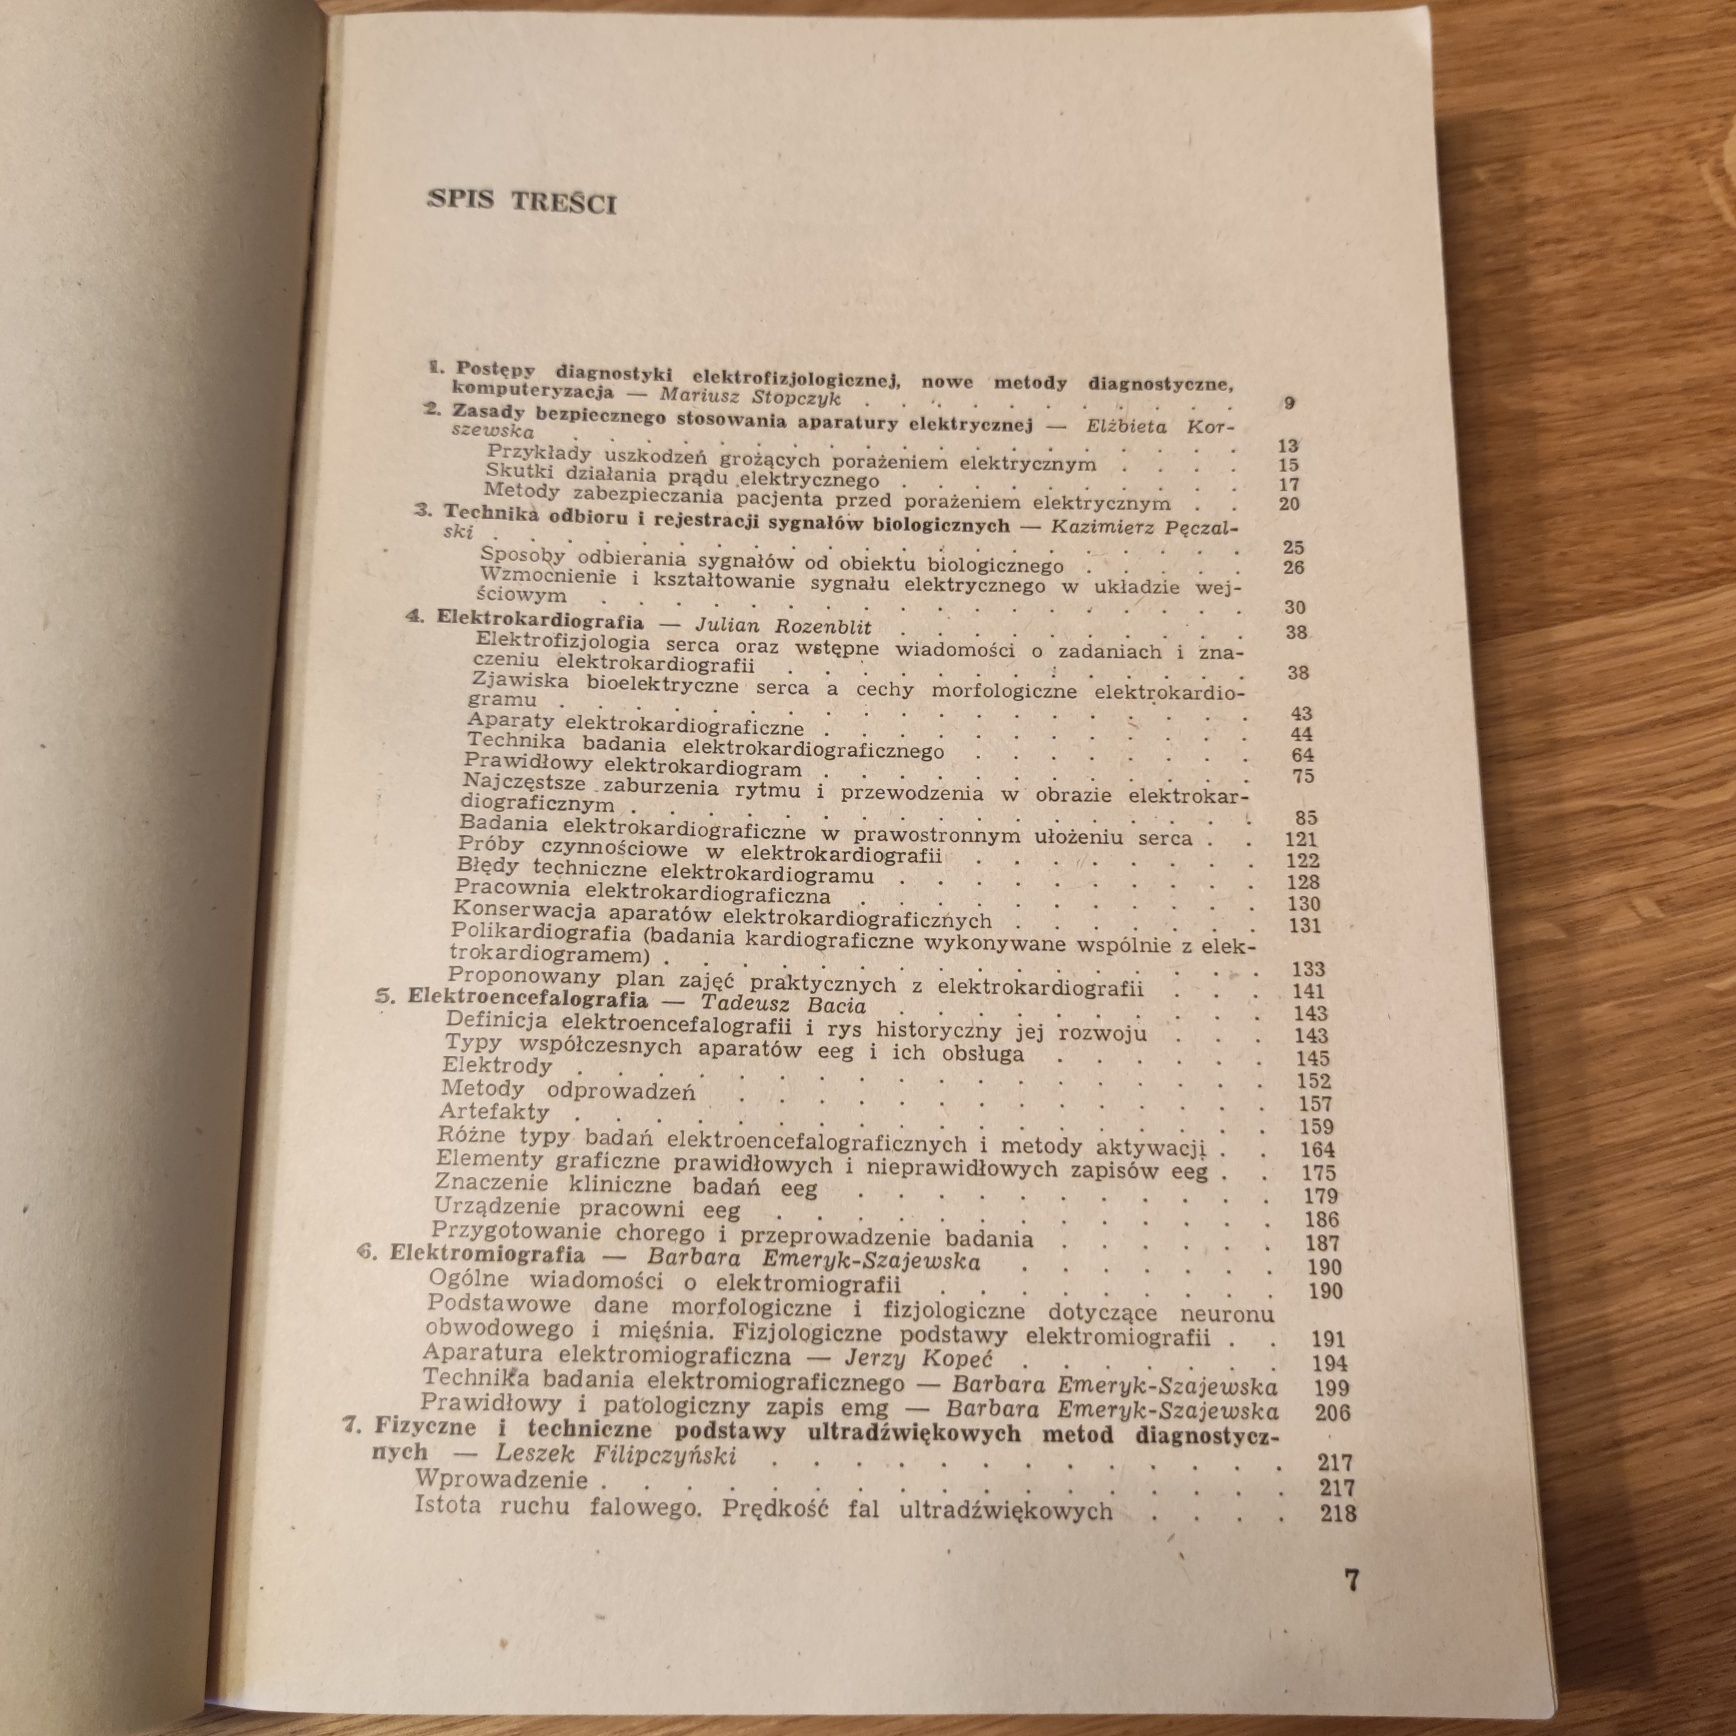 SPIS TREŚCI
1. Postępy diagnostyki elektrofizjologicznej, nowe metody diagnostyczne,
komputeryzacja — Mariusz Stopczyk . . . . . . . . . . 9
2. Zasady bezpiecznego stosowania aparatury elektrycznej — Elżbieta Kor-
szewska . . . . . . . . . . . . . . . . . . 13
Przykłady uszkodzeń grożących porażeniem elektrycznym . . . . 15
Skutki działania prądu elektrycznego . . . . . . . . . . 17
Metody zabezpieczania pacjenta przed porażeniem elektrycznym . . 20
3. Technika odbioru i rejestracji sygnałów biologicznych — Kazimierz Pęczal-
ski . . . . . . . . . . . . . . . . . . . . 25
Sposoby odbierania sygnałów od obiektu biologicznego . . . . . 26
Wzmocnienie i kształtowanie sygnału elektrycznego w układzie wej-
ściowym . . . . . . . . . . . . . . . . . . 30
4. Elektrokardiografia — Julian Rozenblit . . . . . . . . . . 38
Elektrofizjologia serca oraz wstępne wiadomości o zadaniach i zna-
czeniu elektrokardiografii . . . . . . . . . . . . . 38
Zjawiska bioelektryczne serca a cechy morfologiczne elektrokardio-
gramu . . . . . . . . . . . . . . . . . . . 43
Aparaty elektrokardiograficzne . . . . . . . . . . . . 44
Technika badania elektrokardiograficznego . . . . . . . . 64
Prawidłowy elektrokardiogram . . . . . . . . . . . . 75
Najczęstsze zaburzenia rytmu i przewodzenia w obrazie elektrokar-
diograficznym . . . . . . . . . . . . . . . . . 85
Badania elektrokardiograficzne w prawostronnym ułożeniu serca . . 121
Próby czynnościowe w elektrokardiografii . . . . . . . . 122
Błędy techniczne elektrokardiogramu . . . . . . . . . . 128
Pracownia elektrokardiograficzna . . . . . . . . . . . 130
Konserwacja aparatów elektrokardiograficznych . . . . . . . 131
Polikardiografia (badania kardiograficzne wykonywane wspólnie z elek-
trokardiogramem) . . . . . . . . . . . . . . . . 133
Proponowany plan zajęć praktycznych z elektrokardiografii . . . 141
5. Elektroencefalografia — Tadeusz Bacia . . . . . . . . . . 143
Definicja elektroencefalografii i rys historyczny jej rozwoju . . . 143
Typy współczesnych aparatów eeg i ich obsługa . . . . . . 145
Elektrody . . . . . . . . . . . . . . . . . . 152
Metody odprowadzeń . . . . . . . . . . . . . . 157
Artefakty . . . . . . . . . . . . . . . . . . 159
Różne typy badań elektroencefalograficznych i metody aktywacji . . 164
Elementy graficzne prawidłowych i nieprawidłowych zapisów eeg . . 175
Znaczenie kliniczne badań eeg . . . . . . . . . . . 179
Urządzenie pracowni eeg . . . . . . . . . . . . . 186
Przygotowanie chorego i przeprowadzenie badania . . . . . . 187
6. Elektromiografia — Barbara Emeryk-Szajewska . . . . . . . 190
Ogólne wiadomości o elektromiografii . . . . . . . . . 190
Podstawowe dane morfologiczne i fizjologiczne dotyczące neuronu
obwodowego i mięśnia. Fizjologiczne podstawy elektromiografii . . 191
Aparatura elektromiograficzna — Jerzy Kopeć . . . . . . . 194
Technika badania elektromiograficznego — Barbara Emeryk-Szajewska 199
Prawidłowy i patologiczny zapis emg — Barbara Emeryk-Szajewska 206
7. Fizyczne i techniczne podstawy ultradźwiękowych metod diagnostycz-
nych — Leszek Filipczyński . . . . . . . . . . . . . 217
Wprowadzenie . . . . . . . . . . . . . . . . . 217
Istota ruchu falowego. Prędkość fal ultradźwiękowych . . . . 218
7